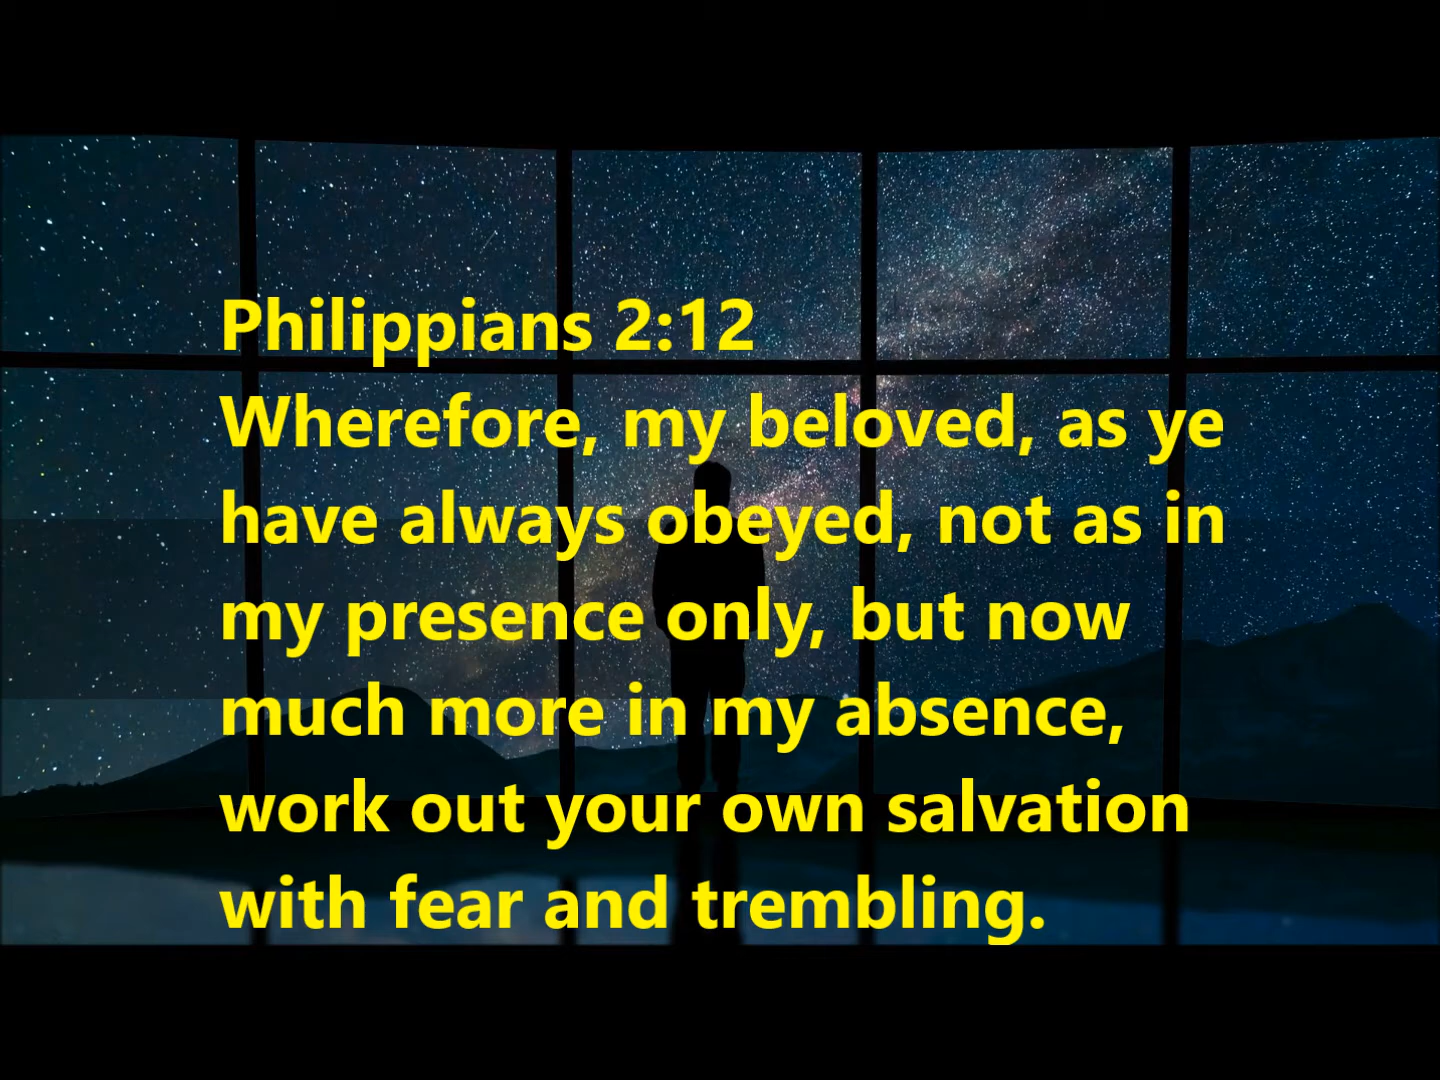 Philippians 2:12
Wherefore, my beloved, as ye
have always obeyed, not as in
my presence only, but now
much more in my absence,
work out your own salvation
with fear and trembling.